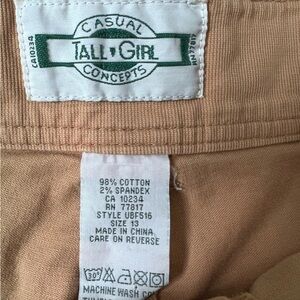 CASUAL
CA10234
TALL GIRL
RN 77817
CONCEPTS
98% COTTON
2% SPANDEX
CA 10234
RN 77817
STYLE UBF516
SIZE 13
MADE IN CHINA
CARE ON REVERSE
MACHINE WASH